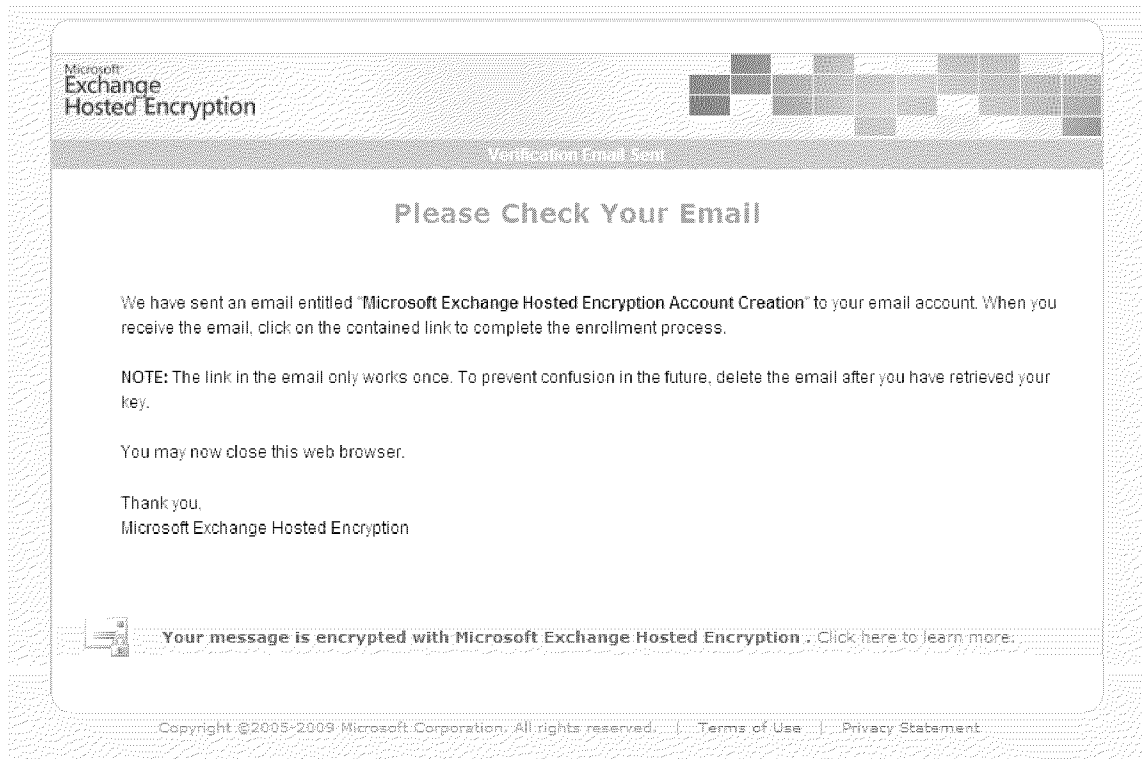 Microsoft
Exchange
Hosted Encryption
Verification Email Sent
Please Check Your Email
We have sent an email entitled "Microsoft Exchange Hosted Encryption Account Creation" to your email account. When you
receive the email, click on the contained link to complete the enrollment process.
NOTE: The link in the email only works once. To prevent confusion in the future, delete the email after you have retrieved your
key.
You may now close this web browser.
Thank you,
Microsoft Exchange Hosted Encryption
Your message is encrypted with Microsoft Exchange Hosted Encryption . Click here to learn more.
Copyright ©2005-2009 Microsoft Corporation. All rights reserved. | Terms of Use | Privacy Statement